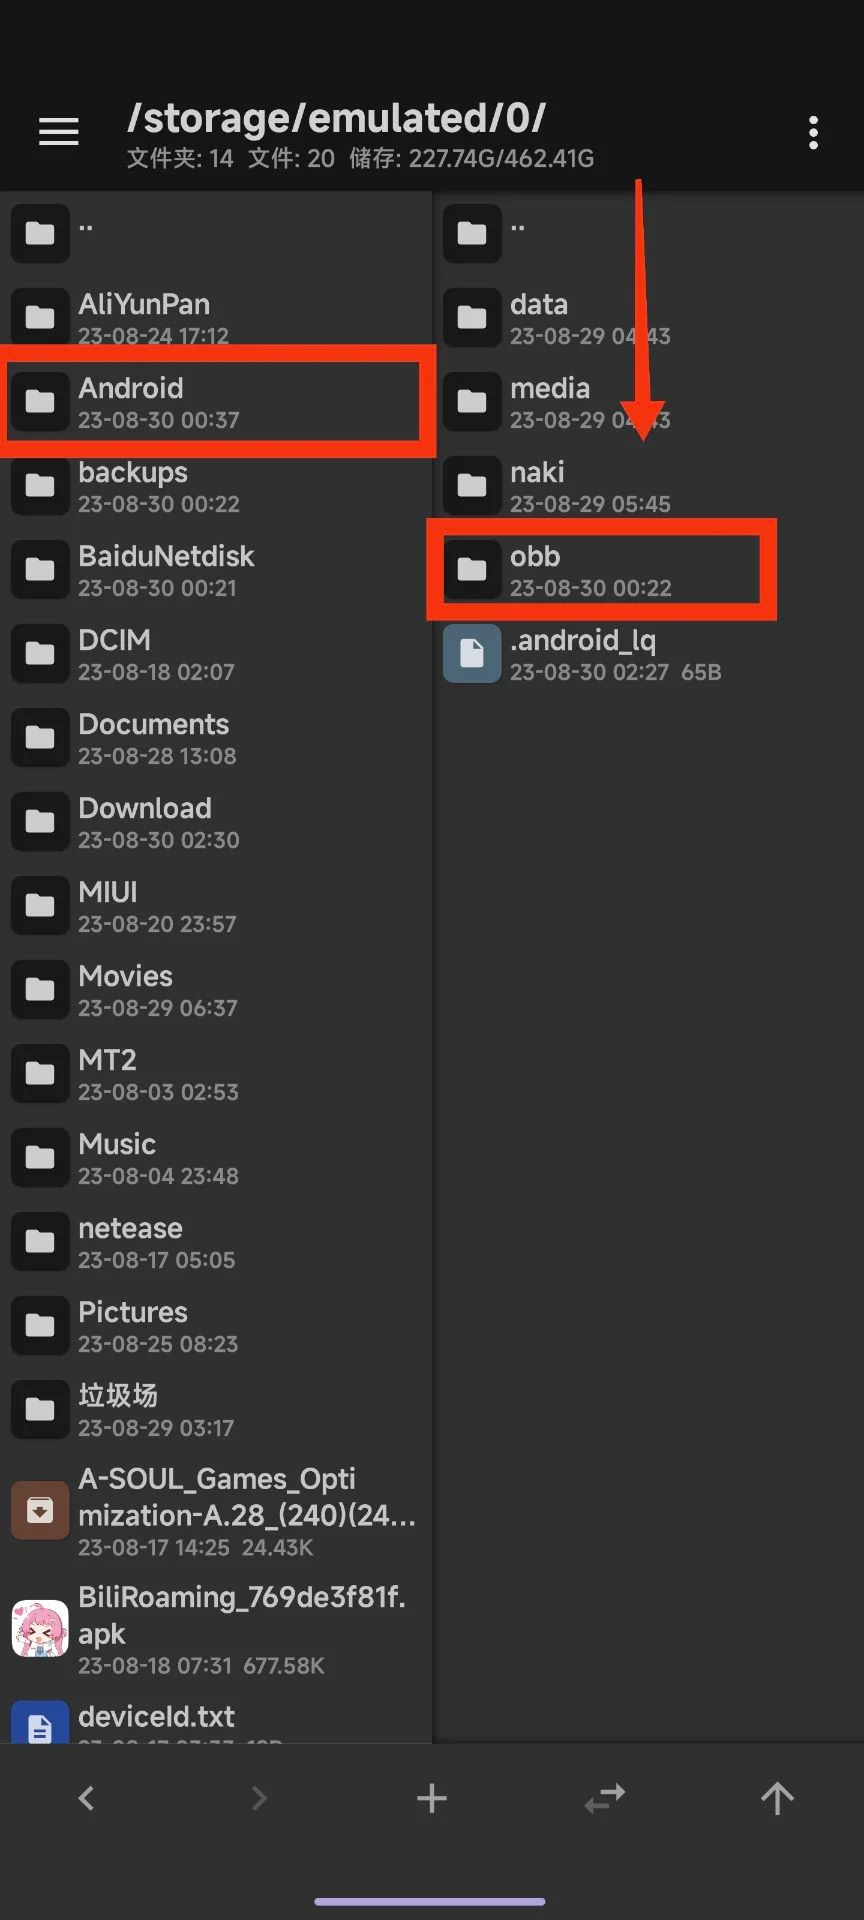 /storage/emulated/0/
文件夹: 14 文件: 20 储存: 227.74G/462.41G
..
AliYunPan
23-08-24 17:12
Android
23-08-30 00:37
backups
23-08-30 00:22
BaiduNetdisk
23-08-30 00:21
DCIM
23-08-18 02:07
Documents
23-08-28 13:08
Download
23-08-30 02:30
MIUI
23-08-20 23:57
Movies
23-08-29 06:37
MT2
23-08-03 02:53
Music
23-08-04 23:48
netease
23-08-17 05:05
Pictures
23-08-25 08:23
垃圾场
23-08-29 03:17
A-SOUL_Games_Opti
mization-A.28_(240)(24...
23-08-17 14:25 24.43K
BiliRoaming_769de3f81f.
apk
23-08-18 07:31 677.58K
deviceId.txt
..
data
23-08-29 04:43
media
23-08-29 04:43
naki
23-08-29 05:45
obb
23-08-30 00:22
.android_lq
23-08-30 02:27 65B